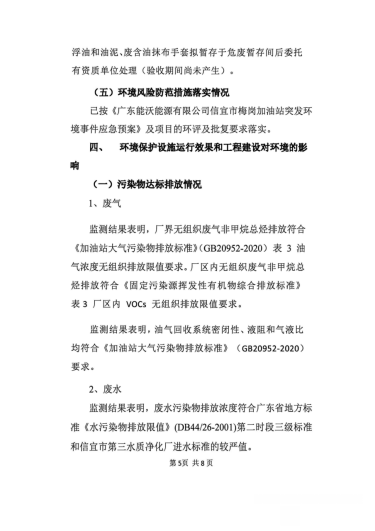 浮油和油泥、废含油抹布手套拟暂存于危废暂存间后委托
有资质单位处理（验收期间尚未产生）。
（五）环境风险防范措施落实情况
已按《广东能沃能源有限公司信宜市梅岗加油站突发环
境事件应急预案》及项目的环评及批复要求落实。
四、 环境保护设施运行效果和工程建设对环境的影
响
（一）污染物达标排放情况
1、废气
监测结果表明，厂界无组织废气非甲烷总烃排放符合
《加油站大气污染物排放标准》（GB20952-2020）表 3 油
气浓度无组织排放限值要求。厂区内无组织废气非甲烷总
烃排放符合《固定污染源挥发性有机物综合排放标准》
表 3 厂区内 VOCs 无组织排放限值要求。
监测结果表明，油气回收系统密闭性、液阻和气液比
均符合《加油站大气污染物排放标准》（GB20952-2020）
要求。
2、废水
监测结果表明，废水污染物排放浓度符合广东省地方标
准《水污染物排放限值》(DB44/26-2001)第二时段三级标准
和信宜市第三水质净化厂进水标准的较严值。
第 5页 共 8 页